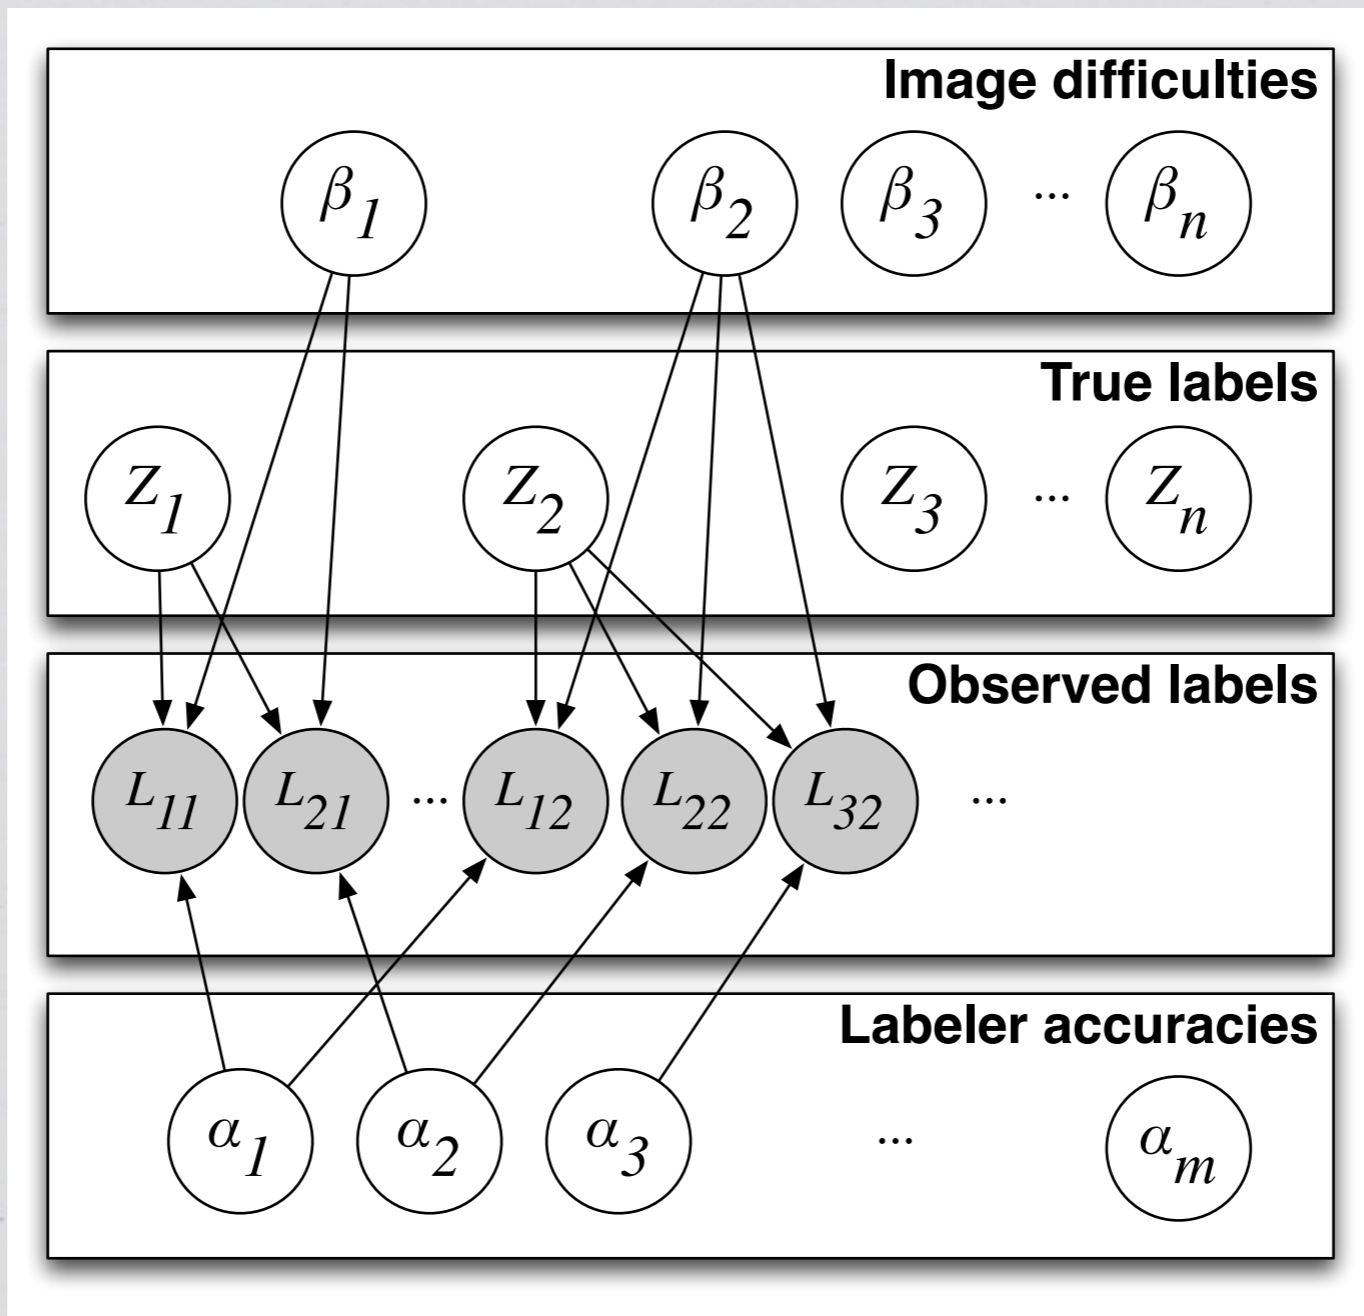 Image difficulties
β1 β2 β3 ... βn
True labels
Z1 Z2 Z3 ... Zn
Observed labels
L11 L21 ... L12 L22 L32 ...
Labeler accuracies
α1 α2 α3 ... αm